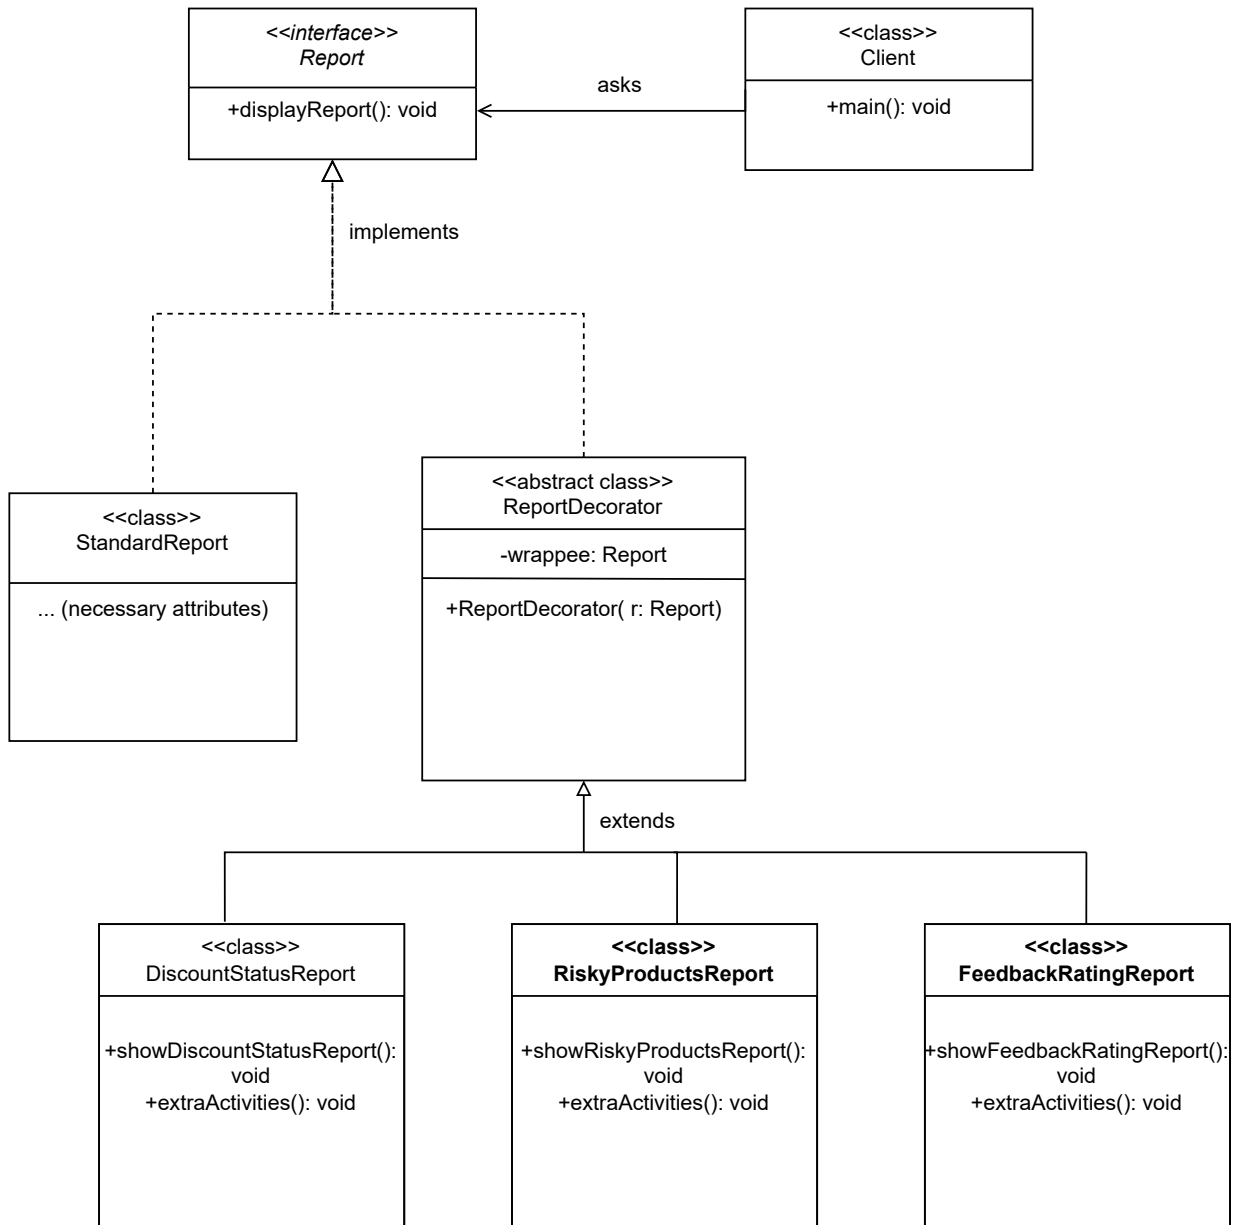 <<interface>>
Report
+displayReport(): void
<<class>>
Client
+main(): void
asks
implements
<<class>>
StandardReport
... (necessary attributes)
<<abstract class>>
ReportDecorator
-wrappee: Report
+ReportDecorator( r: Report)
extends
<<class>>
DiscountStatusReport
+showDiscountStatusReport():
void
+extraActivities(): void
<<class>>
RiskyProductsReport
+showRiskyProductsReport():
void
+extraActivities(): void
<<class>>
FeedbackRatingReport
+showFeedbackRatingReport():
void
+extraActivities(): void